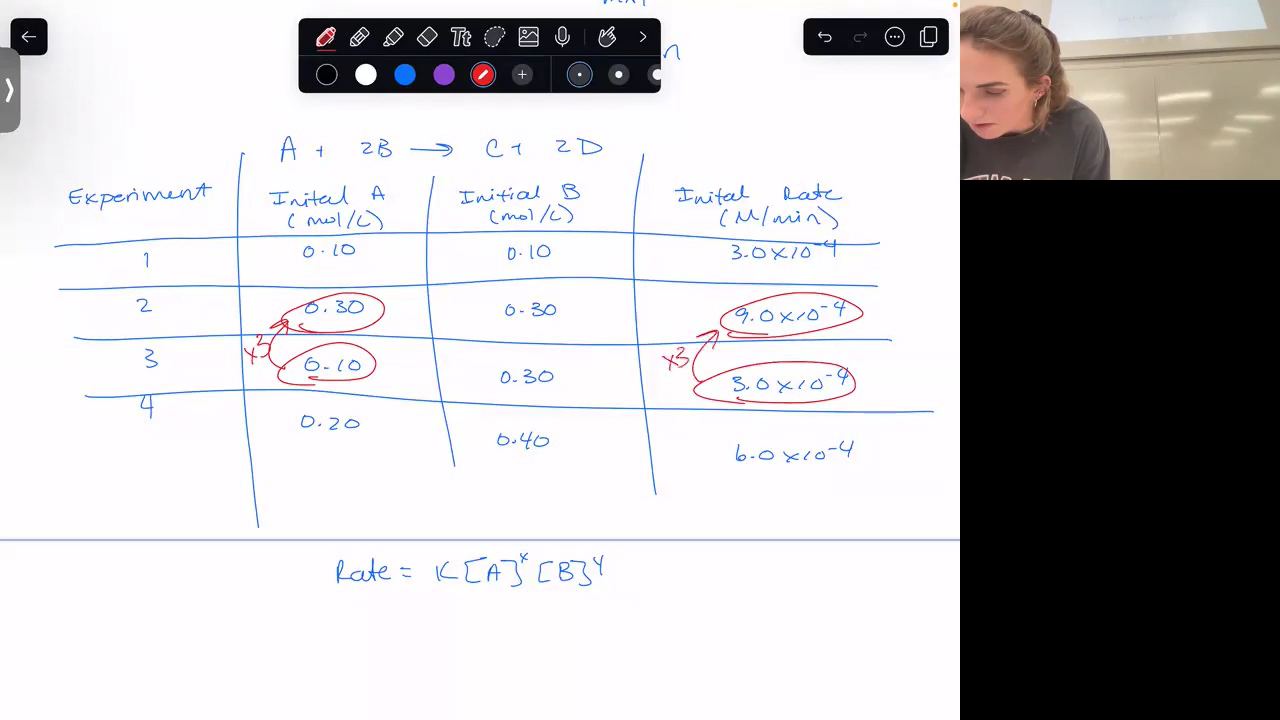 n
A + 2B → C+ 2D
Experiment
Inital A
(mol/L)
Initial B
(mol/L)
Inital Rate
(M/min)
1
0.10
0.10
3.0×10⁻⁴
2
0.30
0.30
9.0×10⁻⁴
x3
x3
3
0.10
0.30
3.0×10⁻⁴
4
0.20
0.40
6.0×10⁻⁴
Rate = K[A]ˣ [B]ʸ
Tt